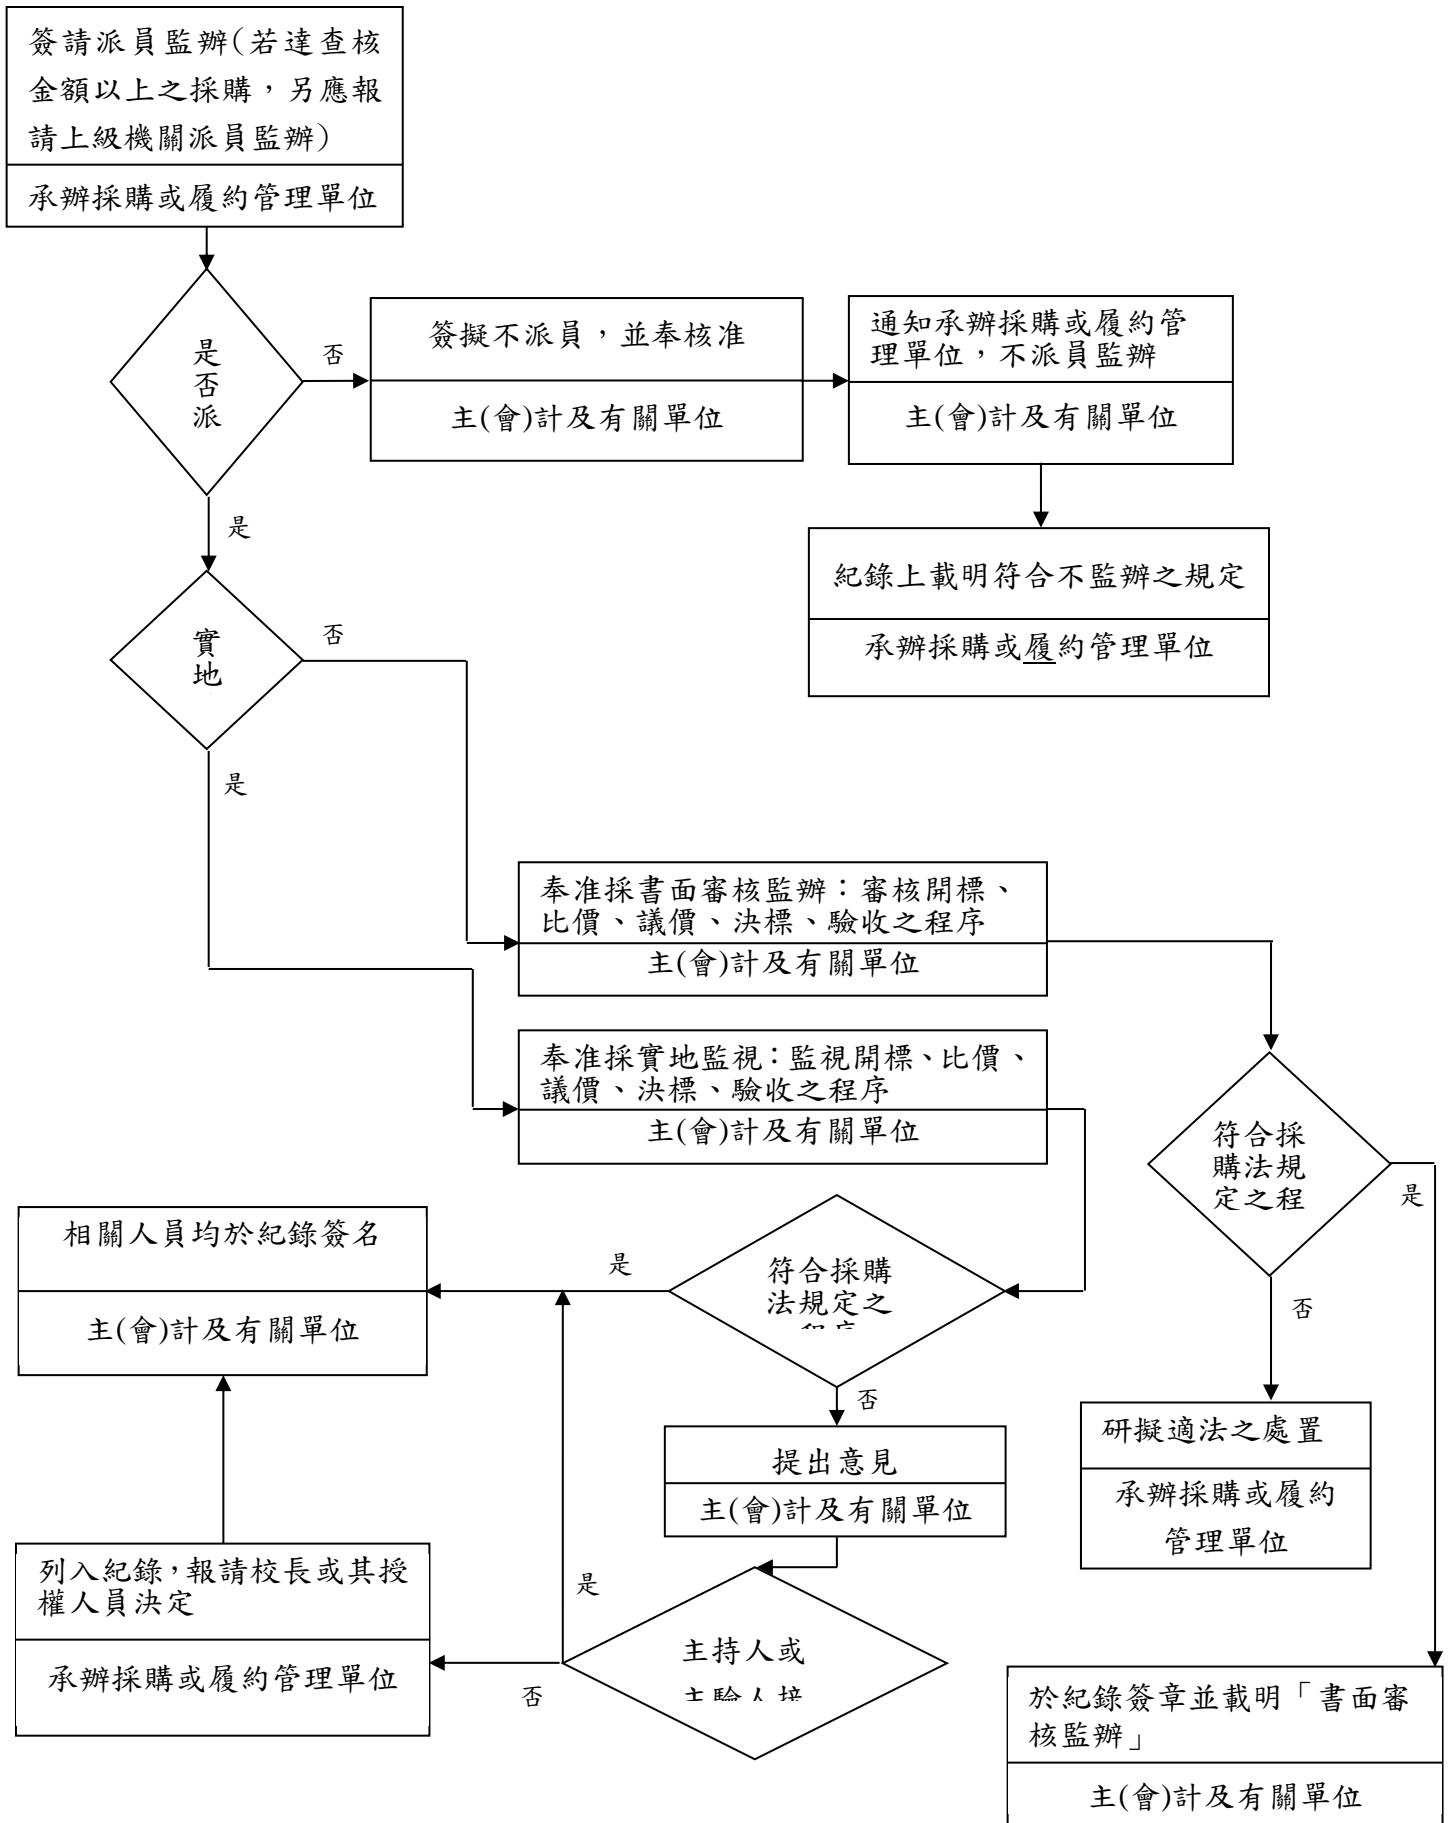 簽請派員監辦(若達查核
金額以上之採購，另應報
請上級機關派員監辦)
承辦採購或履約管理單位
是
否
派
否
簽擬不派員，並奉核准
主(會)計及有關單位
通知承辦採購或履約管
理單位，不派員監辦
主(會)計及有關單位
是
紀錄上載明符合不監辦之規定
承辦採購或履約管理單位
實
地
否
是
奉准採書面審核監辦：審核開標、
比價、議價、決標、驗收之程序
主(會)計及有關單位
奉准採實地監視：監視開標、比價、
議價、決標、驗收之程序
主(會)計及有關單位
符合採
購法規
定之程
是
否
相關人員均於紀錄簽名
主(會)計及有關單位
是
符合採購
法規定之
程序
否
提出意見
主(會)計及有關單位
研擬適法之處置
承辦採購或履約
管理單位
列入紀錄，報請校長或其授
權人員決定
承辦採購或履約管理單位
是
否
主持人或
主驗人接
於紀錄簽章並載明「書面審
核監辦」
主(會)計及有關單位